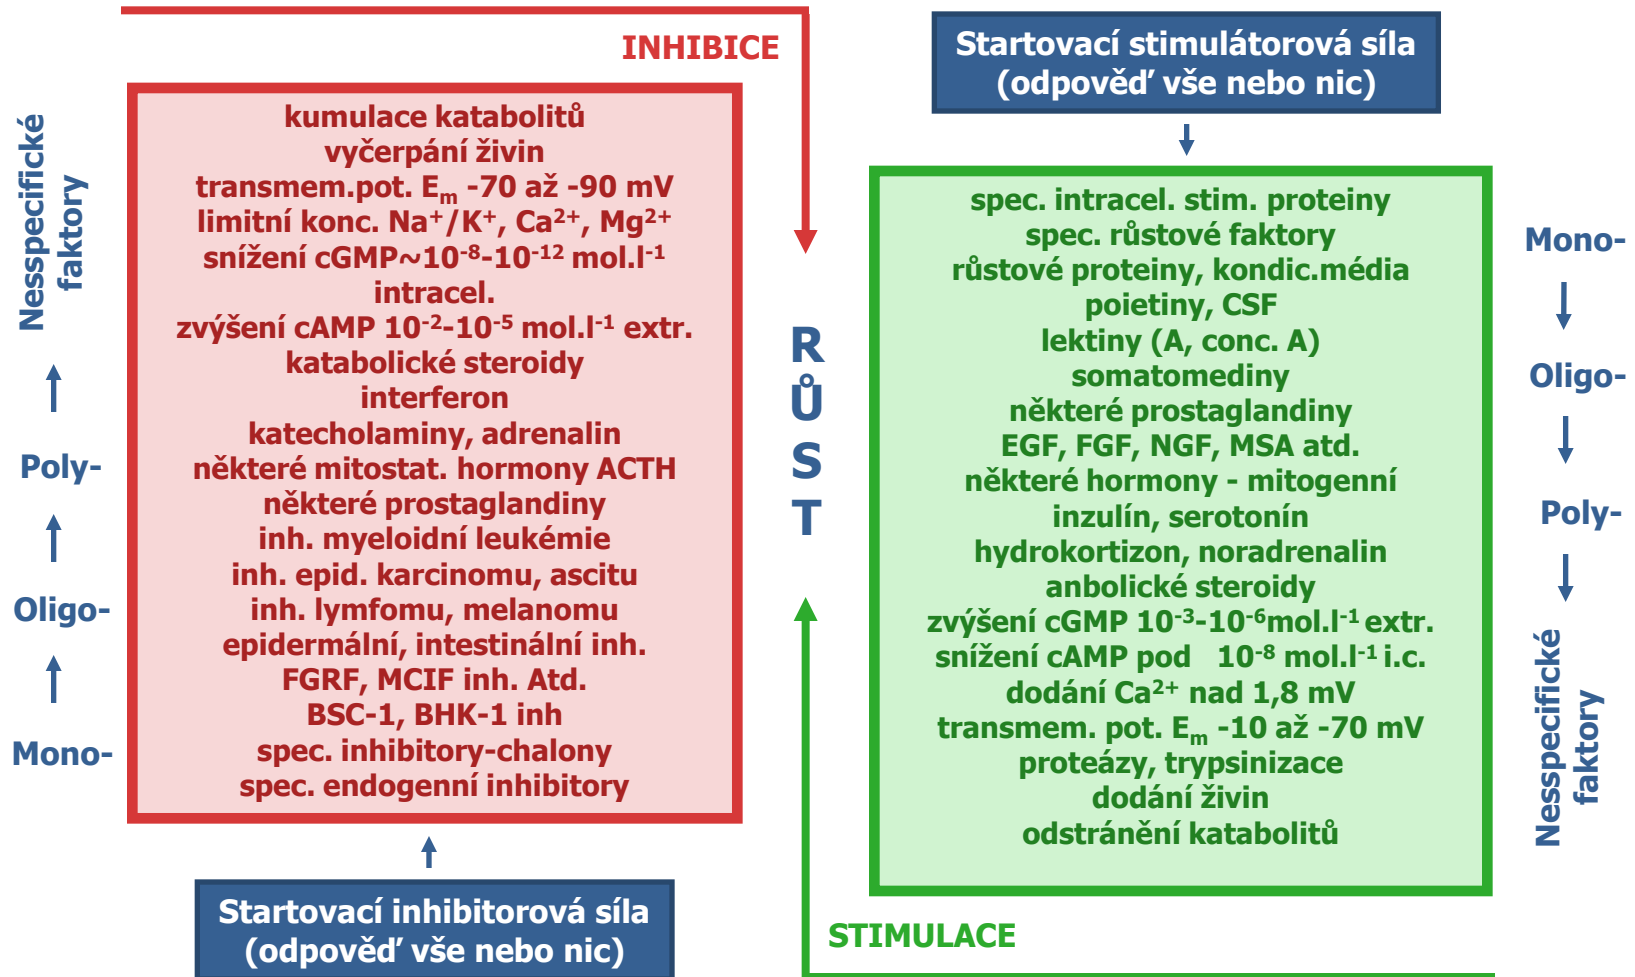 INHIBICE
Startovací stimulátorová síla
(odpověď vše nebo nic)
Nesspecifické
faktory
Poly-
Oligo-
Mono-
kumulace katabolitů
vyčerpání živin
transmem.pot. Eₘ -70 až -90 mV
limitní konc. Na⁺/K⁺, Ca²⁺, Mg²⁺
snížení cGMP~10⁻⁸-10⁻¹² mol.l⁻¹
intracel.
zvýšení cAMP 10⁻²-10⁻⁵ mol.l⁻¹ extr.
katabolické steroidy
interferon
katecholaminy, adrenalin
některé mitostat. hormony ACTH
některé prostaglandiny
inh. myeloidní leukémie
inh. epid. karcinomu, ascitu
inh. lymfomu, melanomu
epidermální, intestinální inh.
FGRF, MCIF inh. Atd.
BSC-1, BHK-1 inh
spec. inhibitory-chalony
spec. endogenní inhibitory
Startovací inhibitorová síla
(odpověď vše nebo nic)
RŮST
spec. intracel. stim. proteiny
spec. růstové faktory
růstové proteiny, kondic.média
poietiny, CSF
lektiny (A, conc. A)
somatomediny
některé prostaglandiny
EGF, FGF, NGF, MSA atd.
některé hormony - mitogenní
inzulín, serotonín
hydrokortizon, noradrenalin
anbolické steroidy
zvýšení cGMP 10⁻³-10⁻⁶mol.l⁻¹ extr.
snížení cAMP pod 10⁻⁸ mol.l⁻¹ i.c.
dodání Ca²⁺ nad 1,8 mV
transmem. pot. Eₘ -10 až -70 mV
proteázy, trypsinizace
dodání živin
odstránění katabolitů
Mono-
Oligo-
Poly-
Nesspecifické
faktory
STIMULACE